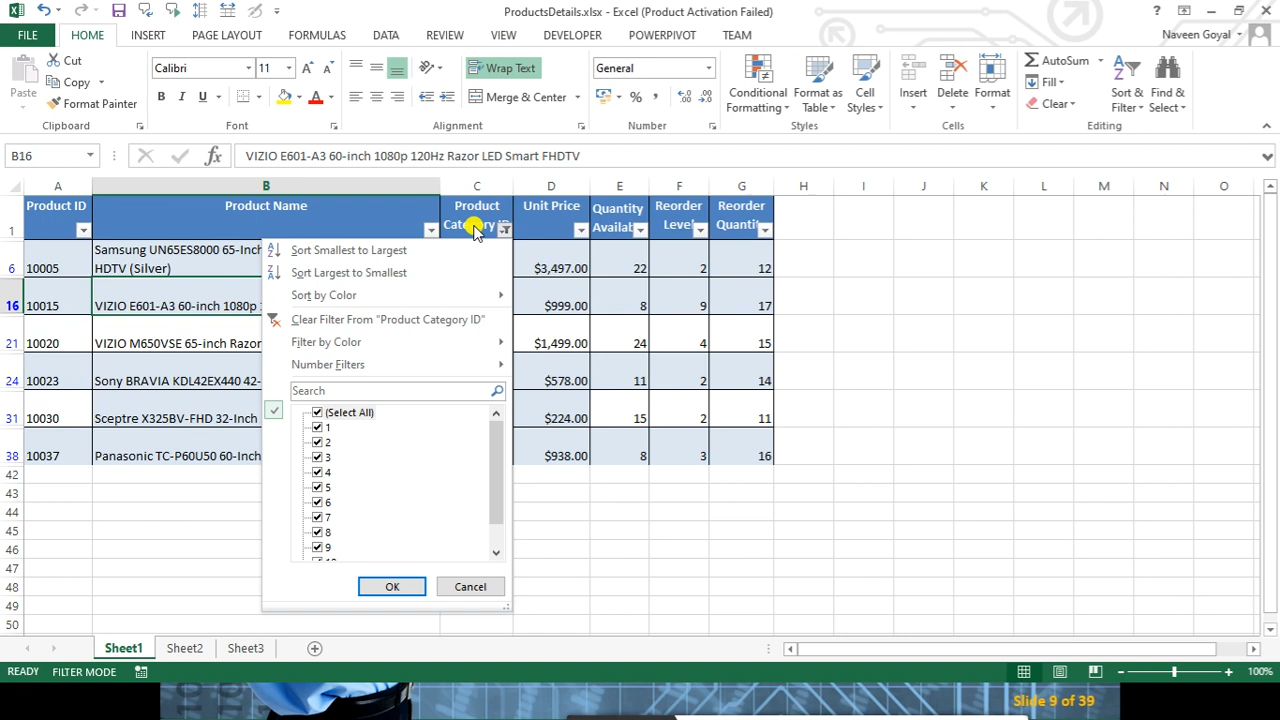 ProductsDetails.xlsx - Excel (Product Activation Failed)
FILE HOME INSERT PAGE LAYOUT FORMULAS DATA REVIEW VIEW DEVELOPER POWERPIVOT TEAM Naveen Goyal
Cut
Copy
Format Painter
Paste
Clipboard
Calibri 11
B I U A
Font
Wrap Text
Merge & Center
Alignment
General
% ,
Number
Conditional Formatting
Format as Table
Cell Styles
Styles
Insert Delete Format
Cells
AutoSum
Fill
Clear
Sort & Filter
Find & Select
Editing
B16 fx VIZIO E601-A3 60-inch 1080p 120Hz Razor LED Smart FHDTV
A B C D E F G H I J K L M N O
1 Product ID Product Name Product Category ID Unit Price Quantity Availab Reorder Level Reorder Quanti
6 10005 Samsung UN65ES8000 65-Inch HDTV (Silver) $3,497.00 22 2 12
16 10015 VIZIO E601-A3 60-inch 1080p $999.00 8 9 17
21 10020 VIZIO M650VSE 65-inch Razor $1,499.00 24 4 15
24 10023 Sony BRAVIA KDL42EX440 42- $578.00 11 2 14
31 10030 Sceptre X325BV-FHD 32-Inch $224.00 15 2 11
38 10037 Panasonic TC-P60U50 60-Inch $938.00 8 3 16
42
43
44
45
46
47
48
49
50
Sort Smallest to Largest
Sort Largest to Smallest
Sort by Color
Clear Filter From "Product Category ID"
Filter by Color
Number Filters
Search
(Select All)
1
2
3
4
5
6
7
8
9
10
OK Cancel
Sheet1 Sheet2 Sheet3
READY FILTER MODE 100%
Slide 9 of 39